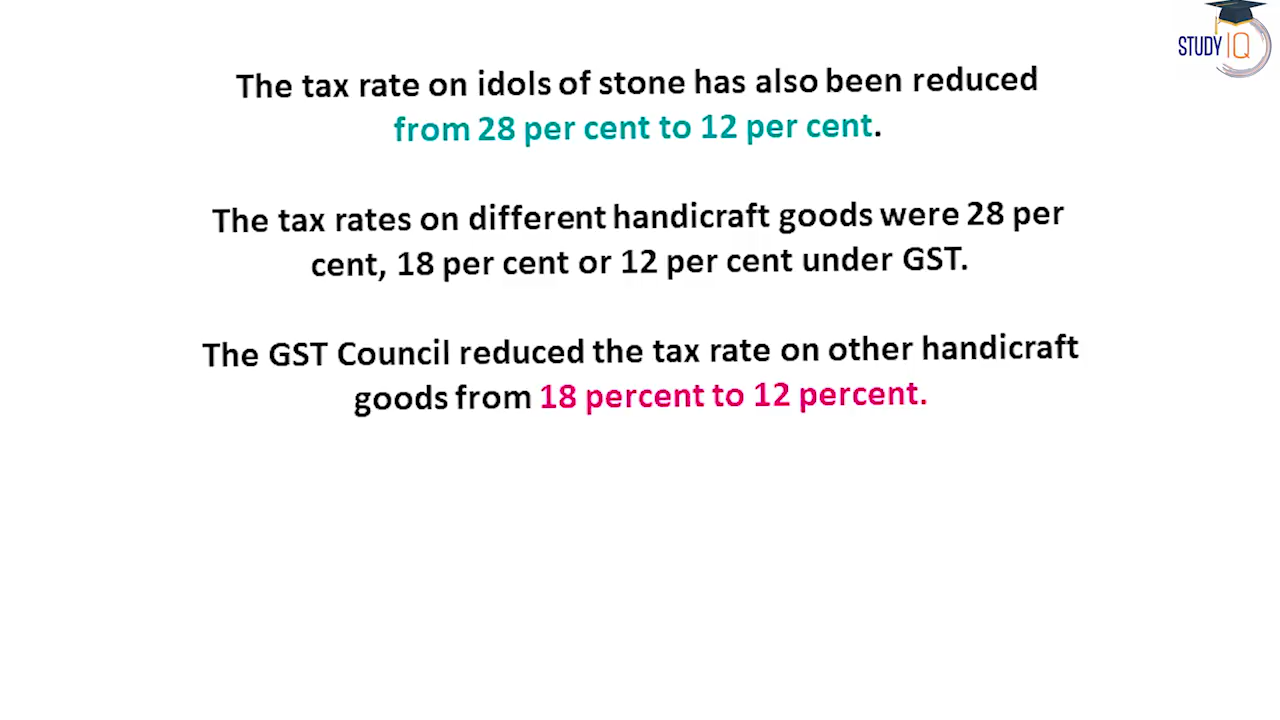 STUDY IQ
The tax rate on idols of stone has also been reduced
from 28 per cent to 12 per cent.
The tax rates on different handicraft goods were 28 per
cent, 18 per cent or 12 per cent under GST.
The GST Council reduced the tax rate on other handicraft
goods from 18 percent to 12 percent.